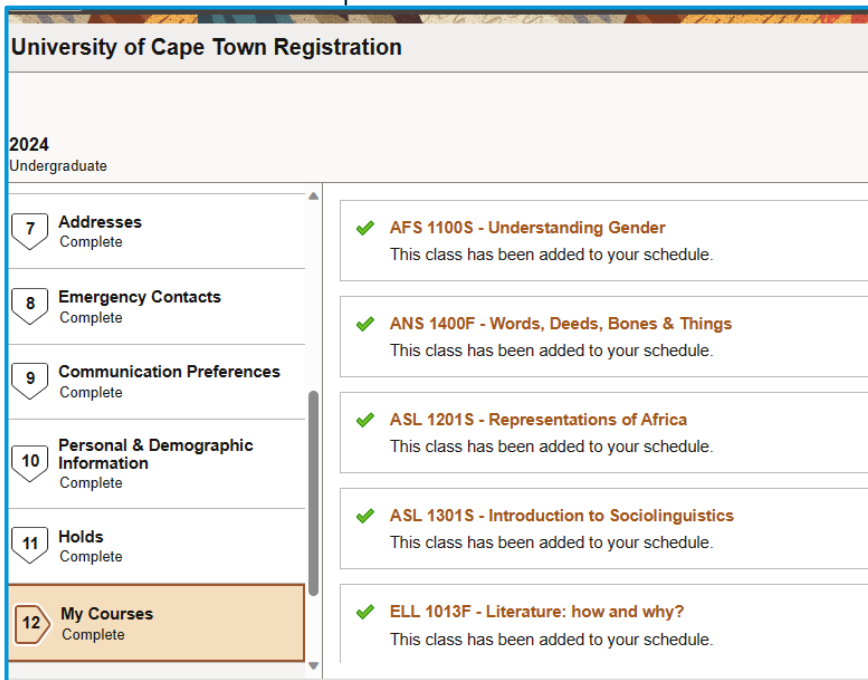 University of Cape Town Registration
2024
Undergraduate
7
Addresses
Complete
8
Emergency Contacts
Complete
9
Communication Preferences
Complete
10
Personal & Demographic
Information
Complete
11
Holds
Complete
12
My Courses
Complete
AFS 1100S - Understanding Gender
This class has been added to your schedule.
ANS 1400F - Words, Deeds, Bones & Things
This class has been added to your schedule.
ASL 1201S - Representations of Africa
This class has been added to your schedule.
ASL 1301S - Introduction to Sociolinguistics
This class has been added to your schedule.
ELL 1013F - Literature: how and why?
This class has been added to your schedule.